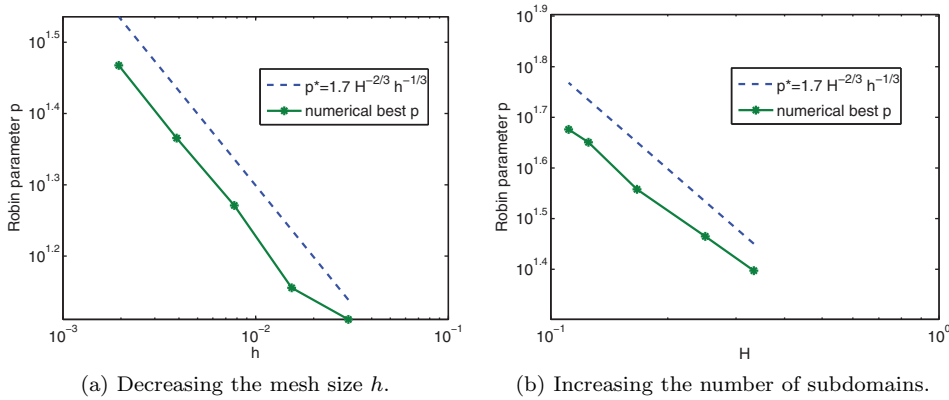 10^1.5
10^1.4
10^1.3
10^1.2
Robin parameter p
10^−3
10^−2
10^−1
h
p*=1.7 H^−2/3 h^−1/3
numerical best p
(a) Decreasing the mesh size h.
10^1.9
10^1.8
10^1.7
10^1.6
10^1.5
10^1.4
Robin parameter p
10^−1
10^0
H
p*=1.7 H^−2/3 h^−1/3
numerical best p
(b) Increasing the number of subdomains.